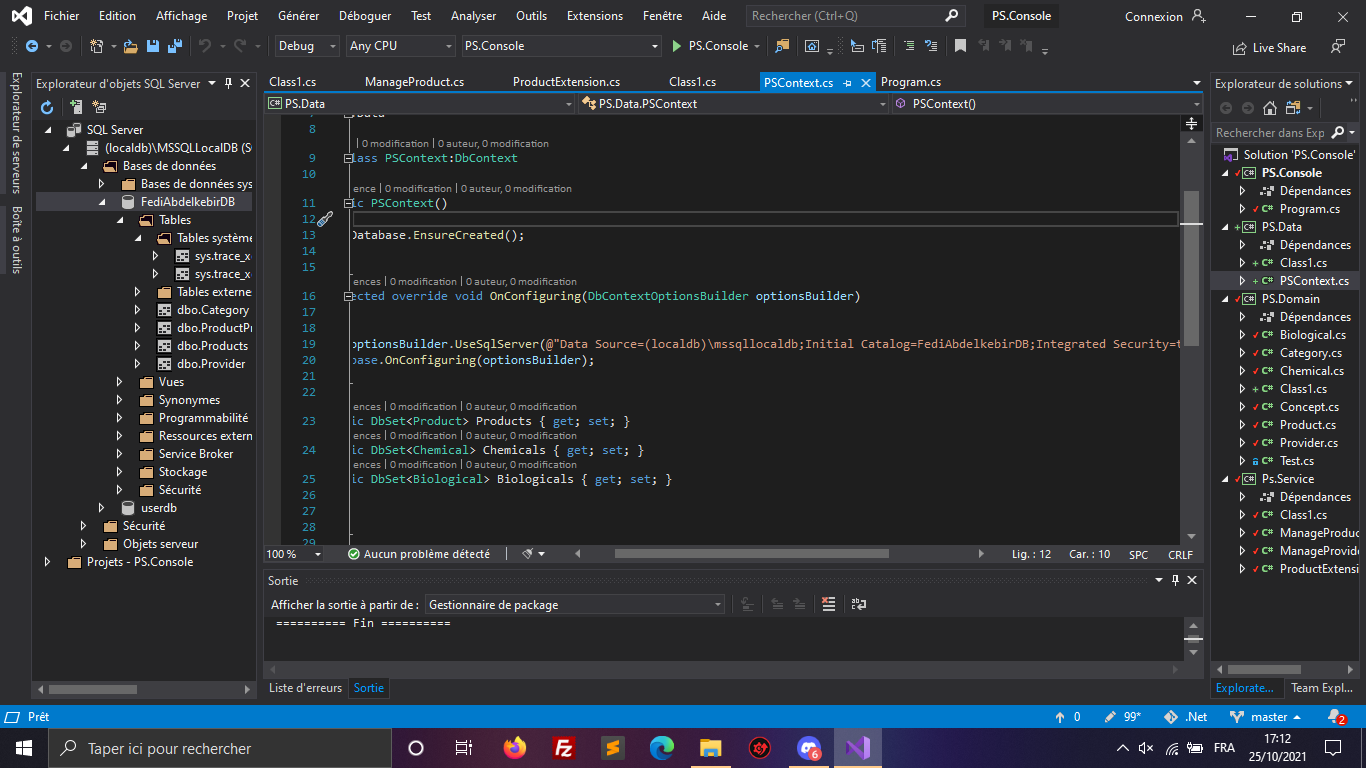 Fichier Edition Affichage Projet Générer Déboguer Test Analyser Outils Extensions Fenêtre Aide Rechercher (Ctrl+Q) PS.Console Connexion
Debug Any CPU PS.Console PS.Console Live Share
Explorateur de serveurs
Boîte à outils
Explorateur d'objets SQL Server
SQL Server
(localdb)\MSSQLLocalDB (S
Bases de données
Bases de données sys
FediAbdelkebirDB
Tables
Tables système
sys.trace_x
sys.trace_x
Tables externe
dbo.Category
dbo.ProductP
dbo.Products
dbo.Provider
Vues
Synonymes
Programmabilité
Ressources extern
Service Broker
Stockage
Sécurité
userdb
Sécurité
Objets serveur
Projets - PS.Console
Class1.cs ManageProduct.cs ProductExtension.cs Class1.cs PSContext.cs Program.cs
PS.Data PS.Data.PSContext PSContext()
8
| 0 modification | 0 auteur, 0 modification
9 lass PSContext:DbContext
10
ence | 0 modification | 0 auteur, 0 modification
11 ic PSContext()
12
13 Database.EnsureCreated();
14
15
ences | 0 modification | 0 auteur, 0 modification
16 ected override void OnConfiguring(DbContextOptionsBuilder optionsBuilder)
17
18
19 optionsBuilder.UseSqlServer(@"Data Source=(localdb)\mssqllocaldb;Initial Catalog=FediAbdelkebirDB;Integrated Security=t
20 base.OnConfiguring(optionsBuilder);
21
22
ences | 0 modification | 0 auteur, 0 modification
23 ic DbSet<Product> Products { get; set; }
ences | 0 modification | 0 auteur, 0 modification
24 ic DbSet<Chemical> Chemicals { get; set; }
ences | 0 modification | 0 auteur, 0 modification
25 ic DbSet<Biological> Biologicals { get; set; }
26
27
28
29
100 % Aucun problème détecté Lig. : 12 Car. : 10 SPC CRLF
Sortie
Afficher la sortie à partir de : Gestionnaire de package
========== Fin ==========
Liste d'erreurs Sortie
Explorateur de solutions
Rechercher dans Exp
Solution 'PS.Console'
PS.Console
Dépendances
Program.cs
PS.Data
Dépendances
Class1.cs
PSContext.cs
PS.Domain
Dépendances
Biological.cs
Category.cs
Chemical.cs
Class1.cs
Concept.cs
Product.cs
Provider.cs
Test.cs
Ps.Service
Dépendances
Class1.cs
ManageProduc
ManageProvid
ProductExtensi
Explorate... Team Expl...
Prêt 0 99* .Net master 2
Taper ici pour rechercher 6 FRA 17:12
25/10/2021